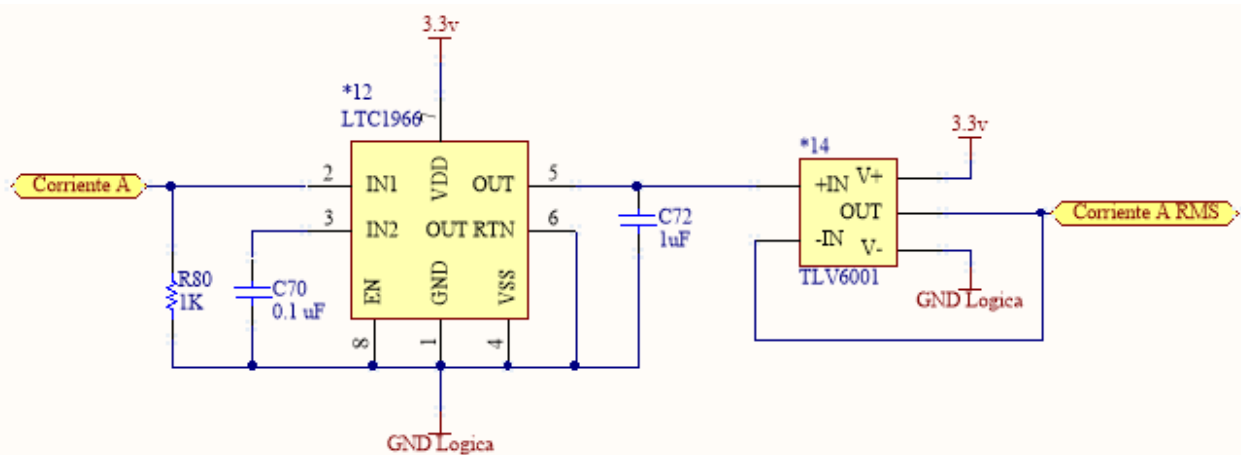 3.3v
*12
LTC1966
Corriente A
2
IN1
VDD
OUT
5
3
IN2
OUT RTN
6
C72
1uF
R80
1K
C70
0.1 uF
EN
GND
VSS
8
1
4
GND Logica
3.3v
*14
+IN
V+
OUT
-IN
V-
TLV6001
Corriente A RMS
GND Logica